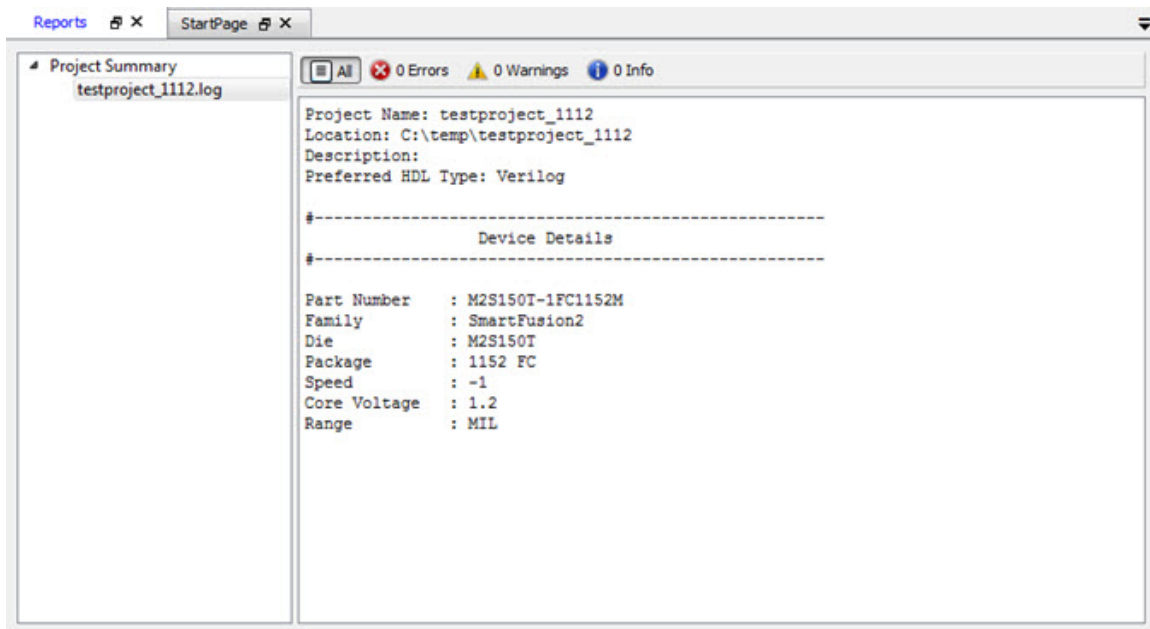 Reports
StartPage
Project Summary
testproject_1112.log
All 0 Errors 0 Warnings 0 Info
Project Name: testproject_1112
Location: C:\temp\testproject_1112
Description:
Preferred HDL Type: Verilog
#-----------------------------------------------------
Device Details
#-----------------------------------------------------
Part Number : M2S150T-1FC1152M
Family : SmartFusion2
Die : M2S150T
Package : 1152 FC
Speed : -1
Core Voltage : 1.2
Range : MIL